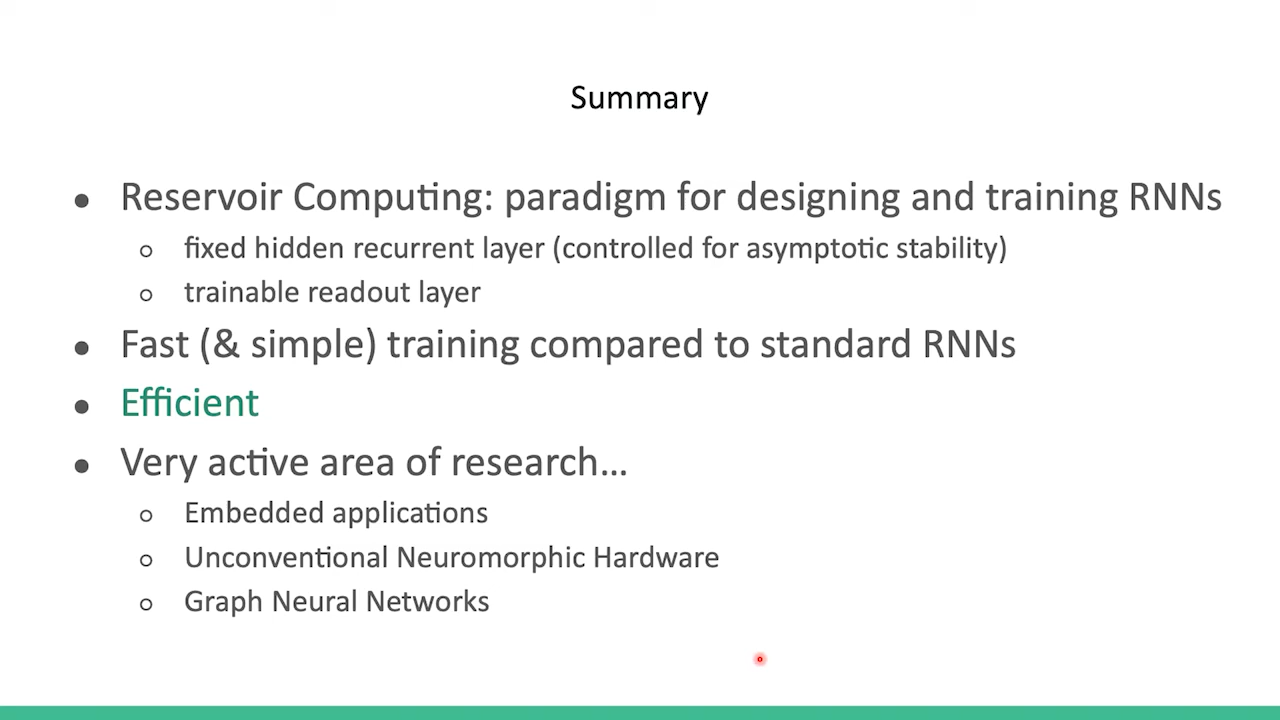 Summary
● Reservoir Computing: paradigm for designing and training RNNs
○ fixed hidden recurrent layer (controlled for asymptotic stability)
○ trainable readout layer
● Fast (& simple) training compared to standard RNNs
● Efficient
● Very active area of research…
○ Embedded applications
○ Unconventional Neuromorphic Hardware
○ Graph Neural Networks